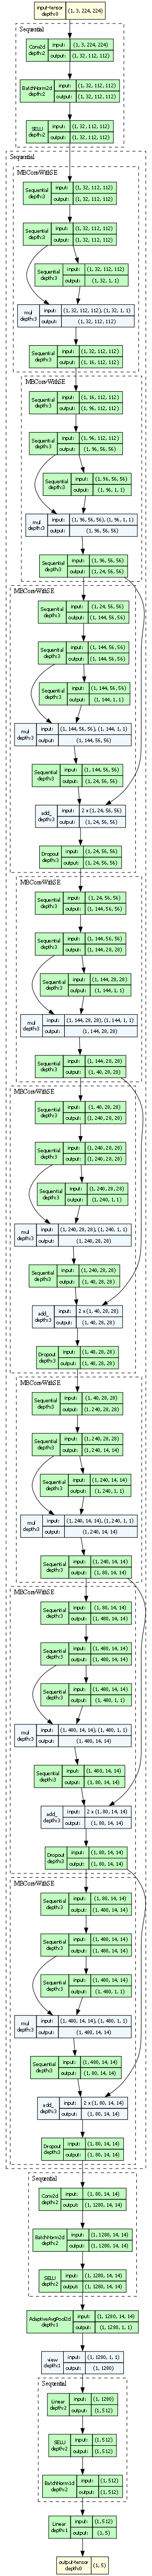 input-tensor
depth:0
(1, 3, 224, 224)
Sequential
Conv2d
depth:2
input:
(1, 3, 224, 224)
output:
(1, 32, 112, 112)
BatchNorm2d
depth:2
input:
(1, 32, 112, 112)
output:
(1, 32, 112, 112)
SELU
depth:2
input:
(1, 32, 112, 112)
output:
(1, 32, 112, 112)
Sequential
MBConvWithSE
Sequential
depth:3
input:
(1, 32, 112, 112)
output:
(1, 32, 112, 112)
Sequential
depth:3
input:
(1, 32, 112, 112)
output:
(1, 32, 112, 112)
Sequential
depth:3
input:
(1, 32, 112, 112)
output:
(1, 32, 1, 1)
mul
depth:3
input:
(1, 32, 112, 112), (1, 32, 1, 1)
output:
(1, 32, 112, 112)
Sequential
depth:3
input:
(1, 32, 112, 112)
output:
(1, 16, 112, 112)
MBConvWithSE
Sequential
depth:3
input:
(1, 16, 112, 112)
output:
(1, 96, 112, 112)
Sequential
depth:3
input:
(1, 96, 112, 112)
output:
(1, 96, 56, 56)
Sequential
depth:3
input:
(1, 96, 56, 56)
output:
(1, 96, 1, 1)
mul
depth:3
input:
(1, 96, 56, 56), (1, 96, 1, 1)
output:
(1, 96, 56, 56)
Sequential
depth:3
input:
(1, 96, 56, 56)
output:
(1, 24, 56, 56)
MBConvWithSE
Sequential
depth:3
input:
(1, 24, 56, 56)
output:
(1, 144, 56, 56)
Sequential
depth:3
input:
(1, 144, 56, 56)
output:
(1, 144, 56, 56)
Sequential
depth:3
input:
(1, 144, 56, 56)
output:
(1, 144, 1, 1)
mul
depth:3
input:
(1, 144, 56, 56), (1, 144, 1, 1)
output:
(1, 144, 56, 56)
Sequential
depth:3
input:
(1, 144, 56, 56)
output:
(1, 24, 56, 56)
add_
depth:3
input:
2 x (1, 24, 56, 56)
output:
(1, 24, 56, 56)
Dropout
depth:3
input:
(1, 24, 56, 56)
output:
(1, 24, 56, 56)
MBConvWithSE
Sequential
depth:3
input:
(1, 24, 56, 56)
output:
(1, 144, 56, 56)
Sequential
depth:3
input:
(1, 144, 56, 56)
output:
(1, 144, 28, 28)
Sequential
depth:3
input:
(1, 144, 28, 28)
output:
(1, 144, 1, 1)
mul
depth:3
input:
(1, 144, 28, 28), (1, 144, 1, 1)
output:
(1, 144, 28, 28)
Sequential
depth:3
input:
(1, 144, 28, 28)
output:
(1, 40, 28, 28)
MBConvWithSE
Sequential
depth:3
input:
(1, 40, 28, 28)
output:
(1, 240, 28, 28)
Sequential
depth:3
input:
(1, 240, 28, 28)
output:
(1, 240, 28, 28)
Sequential
depth:3
input:
(1, 240, 28, 28)
output:
(1, 240, 1, 1)
mul
depth:3
input:
(1, 240, 28, 28), (1, 240, 1, 1)
output:
(1, 240, 28, 28)
Sequential
depth:3
input:
(1, 240, 28, 28)
output:
(1, 40, 28, 28)
add_
depth:3
input:
2 x (1, 40, 28, 28)
output:
(1, 40, 28, 28)
Dropout
depth:3
input:
(1, 40, 28, 28)
output:
(1, 40, 28, 28)
MBConvWithSE
Sequential
depth:3
input:
(1, 40, 28, 28)
output:
(1, 240, 28, 28)
Sequential
depth:3
input:
(1, 240, 28, 28)
output:
(1, 240, 14, 14)
Sequential
depth:3
input:
(1, 240, 14, 14)
output:
(1, 240, 1, 1)
mul
depth:3
input:
(1, 240, 14, 14), (1, 240, 1, 1)
output:
(1, 240, 14, 14)
Sequential
depth:3
input:
(1, 240, 14, 14)
output:
(1, 80, 14, 14)
MBConvWithSE
Sequential
depth:3
input:
(1, 80, 14, 14)
output:
(1, 480, 14, 14)
Sequential
depth:3
input:
(1, 480, 14, 14)
output:
(1, 480, 14, 14)
Sequential
depth:3
input:
(1, 480, 14, 14)
output:
(1, 480, 1, 1)
mul
depth:3
input:
(1, 480, 14, 14), (1, 480, 1, 1)
output:
(1, 480, 14, 14)
Sequential
depth:3
input:
(1, 480, 14, 14)
output:
(1, 80, 14, 14)
add_
depth:3
input:
2 x (1, 80, 14, 14)
output:
(1, 80, 14, 14)
Dropout
depth:3
input:
(1, 80, 14, 14)
output:
(1, 80, 14, 14)
MBConvWithSE
Sequential
depth:3
input:
(1, 80, 14, 14)
output:
(1, 480, 14, 14)
Sequential
depth:3
input:
(1, 480, 14, 14)
output:
(1, 480, 14, 14)
Sequential
depth:3
input:
(1, 480, 14, 14)
output:
(1, 480, 1, 1)
mul
depth:3
input:
(1, 480, 14, 14), (1, 480, 1, 1)
output:
(1, 480, 14, 14)
Sequential
depth:3
input:
(1, 480, 14, 14)
output:
(1, 80, 14, 14)
add_
depth:3
input:
2 x (1, 80, 14, 14)
output:
(1, 80, 14, 14)
Dropout
depth:3
input:
(1, 80, 14, 14)
output:
(1, 80, 14, 14)
Sequential
Conv2d
depth:2
input:
(1, 80, 14, 14)
output:
(1, 1280, 14, 14)
BatchNorm2d
depth:2
input:
(1, 1280, 14, 14)
output:
(1, 1280, 14, 14)
SELU
depth:2
input:
(1, 1280, 14, 14)
output:
(1, 1280, 14, 14)
AdaptiveAvgPool2d
depth:1
input:
(1, 1280, 14, 14)
output:
(1, 1280, 1, 1)
view
depth:1
input:
(1, 1280, 1, 1)
output:
(1, 1280)
Sequential
Linear
depth:2
input:
(1, 1280)
output:
(1, 512)
SELU
depth:2
input:
(1, 512)
output:
(1, 512)
BatchNorm1d
depth:2
input:
(1, 512)
output:
(1, 512)
Linear
depth:1
input:
(1, 512)
output:
(1, 5)
output-tensor
depth:0
(1, 5)